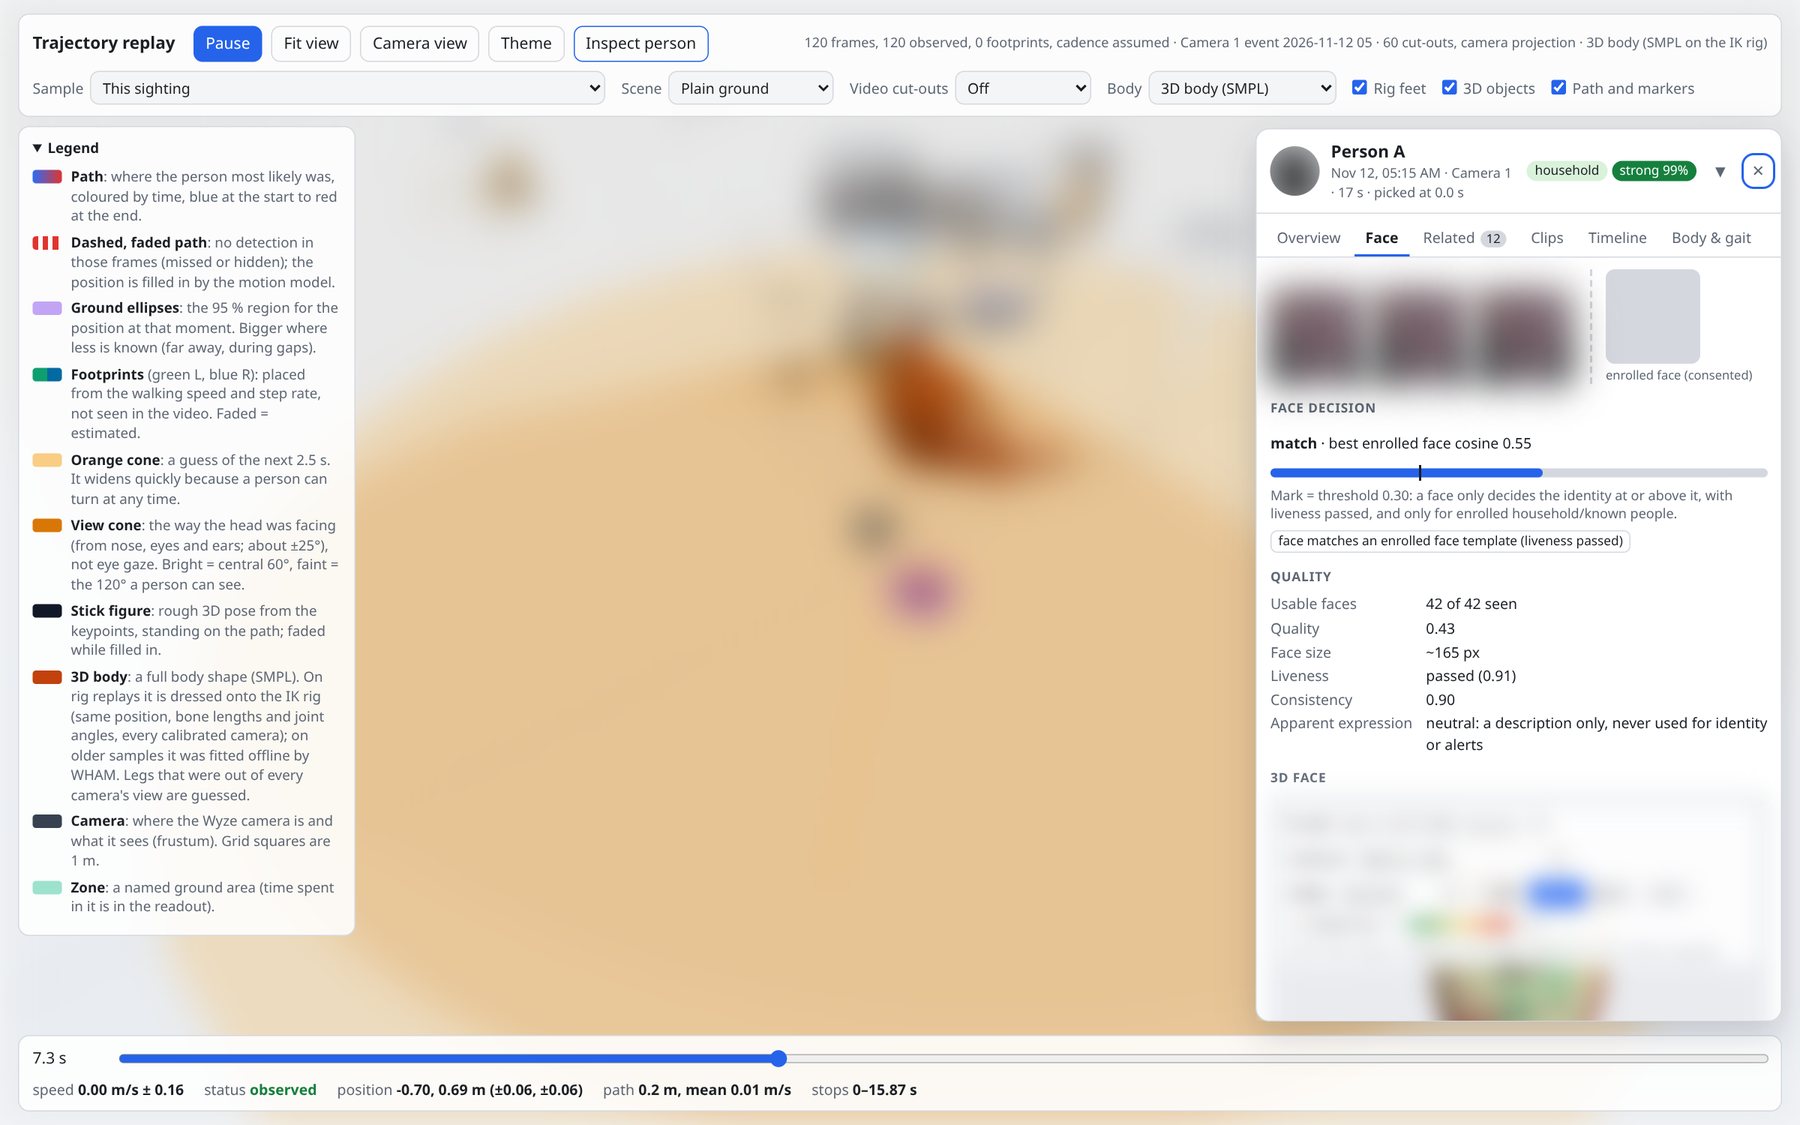 Trajectory replay
Pause
Fit view
Camera view
Theme
Inspect person
120 frames, 120 observed, 0 footprints, cadence assumed · Camera 1 event 2026-11-12 05 · 60 cut-outs, camera projection · 3D body (SMPL on the IK rig)
Sample This sighting
Scene Plain ground
Video cut-outs Off
Body 3D body (SMPL)
Rig feet
3D objects
Path and markers
▼ Legend
Path: where the person most likely was,
coloured by time, blue at the start to red
at the end.
Dashed, faded path: no detection in
those frames (missed or hidden); the
position is filled in by the motion model.
Ground ellipses: the 95 % region for the
position at that moment. Bigger where
less is known (far away, during gaps).
Footprints (green L, blue R): placed
from the walking speed and step rate,
not seen in the video. Faded =
estimated.
Orange cone: a guess of the next 2.5 s.
It widens quickly because a person can
turn at any time.
View cone: the way the head was facing
(from nose, eyes and ears; about ±25°),
not eye gaze. Bright = central 60°, faint =
the 120° a person can see.
Stick figure: rough 3D pose from the
keypoints, standing on the path; faded
while filled in.
3D body: a full body shape (SMPL). On
rig replays it is dressed onto the IK rig
(same position, bone lengths and joint
angles, every calibrated camera); on
older samples it was fitted offline by
WHAM. Legs that were out of every
camera's view are guessed.
Camera: where the Wyze camera is and
what it sees (frustum). Grid squares are
1 m.
Zone: a named ground area (time spent
in it is in the readout).
Person A
Nov 12, 05:15 AM · Camera 1
· 17 s · picked at 0.0 s
household
strong 99%
▼
×
Overview
Face
Related 12
Clips
Timeline
Body & gait
enrolled face (consented)
FACE DECISION
match · best enrolled face cosine 0.55
Mark = threshold 0.30: a face only decides the identity at or above it, with
liveness passed, and only for enrolled household/known people.
face matches an enrolled face template (liveness passed)
QUALITY
Usable faces 42 of 42 seen
Quality 0.43
Face size ~165 px
Liveness passed (0.91)
Consistency 0.90
Apparent expression neutral: a description only, never used for identity
or alerts
3D FACE
7.3 s
speed 0.00 m/s ± 0.16 status observed position -0.70, 0.69 m (±0.06, ±0.06) path 0.2 m, mean 0.01 m/s stops 0–15.87 s